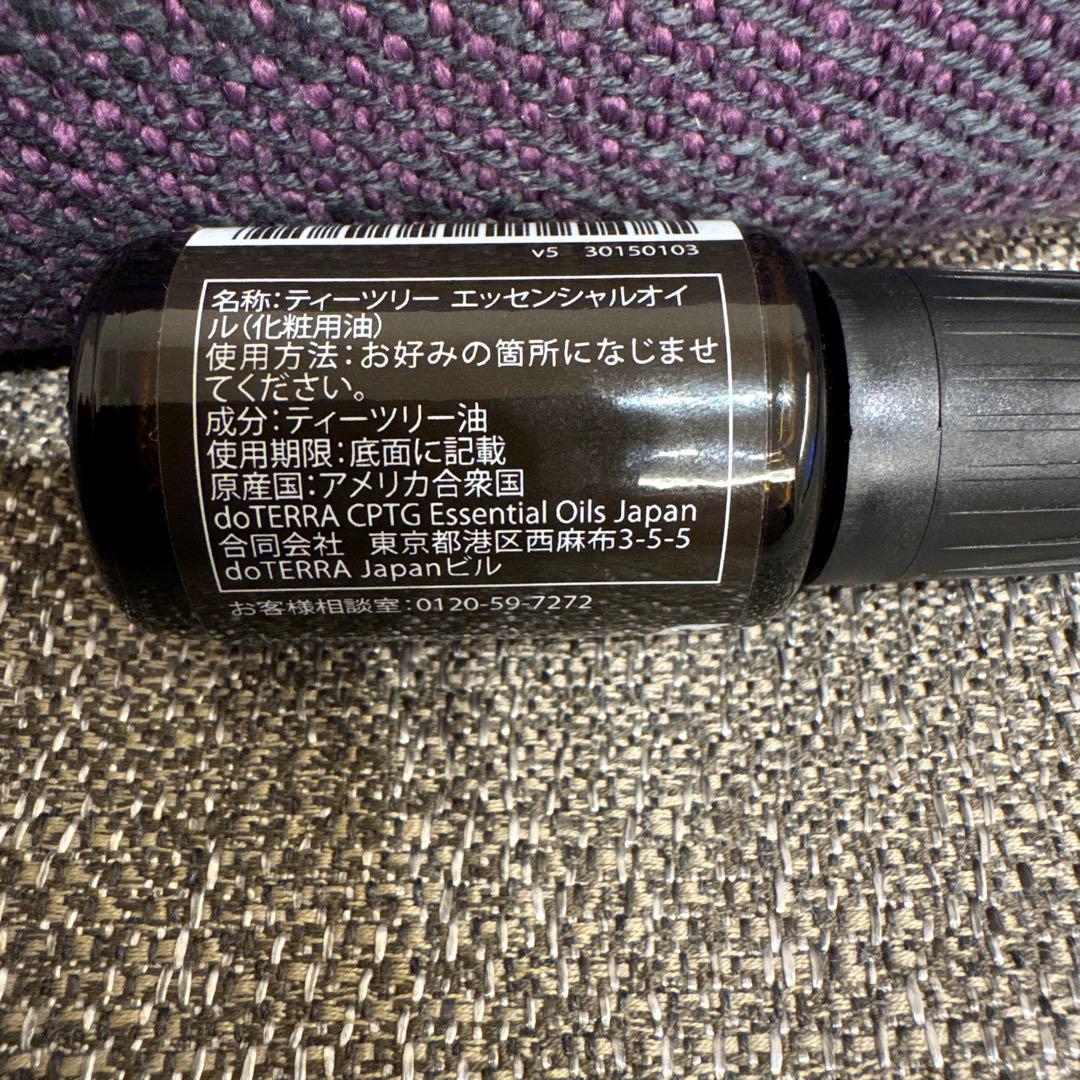 v5 30150103
名称：ティーツリー エッセンシャルオイ
ル（化粧用油）
使用方法：お好みの箇所になじませ
てください。
成分：ティーツリー油
使用期限：底面に記載
原産国：アメリカ合衆国
doTERRA CPTG Essential Oils Japan
合同会社 東京都港区西麻布3-5-5
doTERRA Japanビル
お客様相談室：0120-59-7272